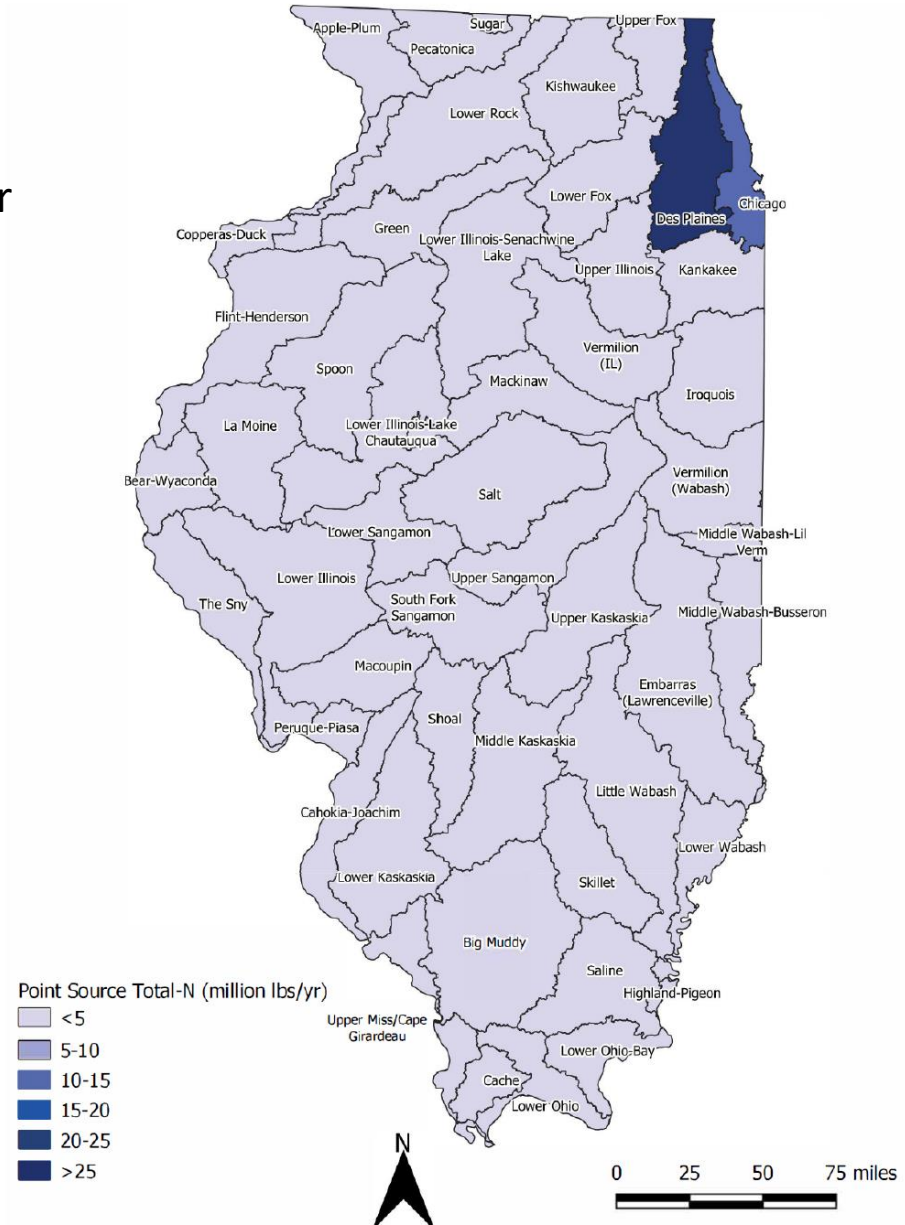 Apple-Plum
Sugar
Upper Fox
Pecatonica
Kishwaukee
Lower Rock
r
Lower Fox
Chicago
Des Plaines
Copperas-Duck
Green
Lower Illinois-Senachwine
Lake
Upper Illinois
Kankakee
Flint-Henderson
Vermilion
(IL)
Spoon
Mackinaw
Iroquois
La Moine
Lower Illinois-Lake
Chautauqua
Bear-Wyaconda
Vermilion
(Wabash)
Salt
Lower Sangamon
Middle Wabash-Lil
Verm
Lower Illinois
Upper Sangamon
The Sny
South Fork
Sangamon
Upper Kaskaskia
Middle Wabash-Busseron
Macoupin
Embarras
(Lawrenceville)
Shoal
Peruque-Piasa
Middle Kaskaskia
Little Wabash
Cahokia-Joachim
Lower Wabash
Lower Kaskaskia
Skillet
Big Muddy
Saline
Highland-Pigeon
Upper Miss/Cape
Girardeau
Lower Ohio-Bay
Cache
Lower Ohio
Point Source Total-N (million lbs/yr)
<5
5-10
10-15
15-20
20-25
>25
N
0 25 50 75 miles